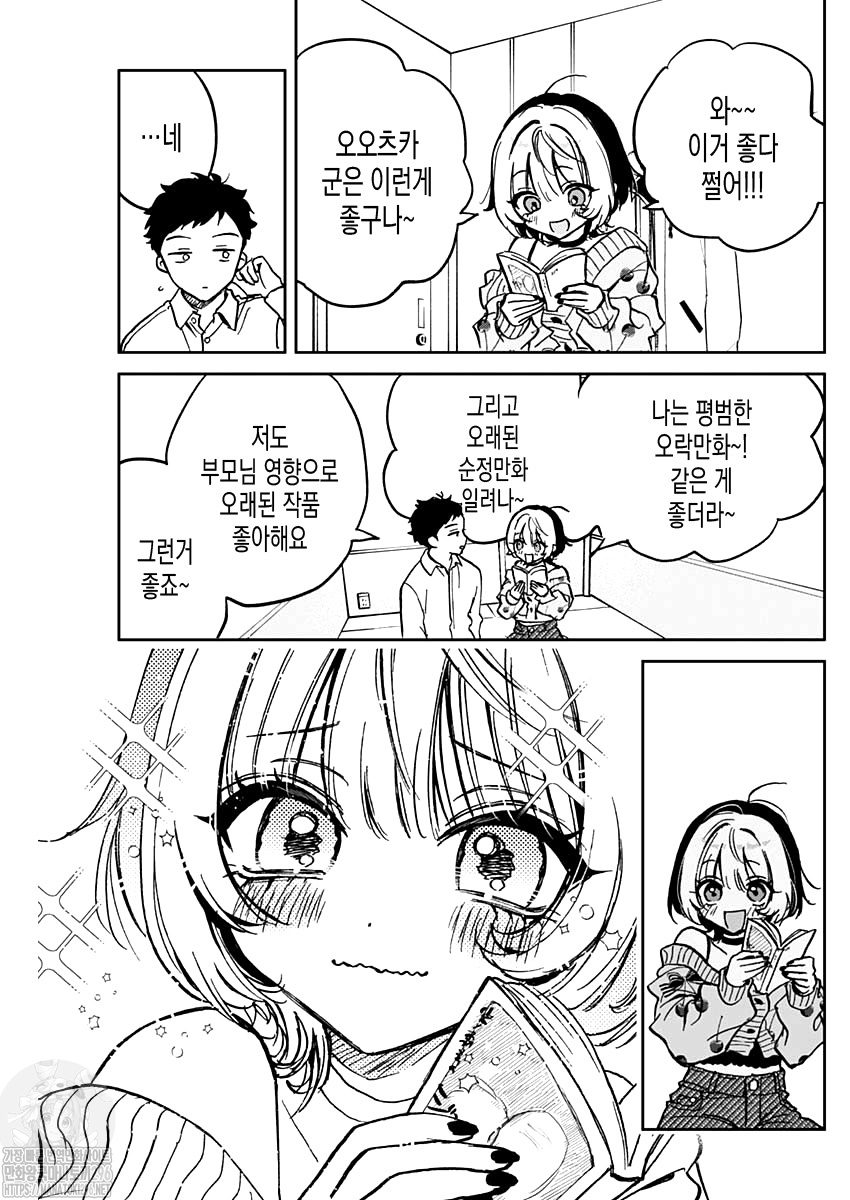 와~~
이거 좋다
쩔어!!!
오오츠카
군은 이런게
좋구나~
…네
나는 평범한
오락만화~!
같은 게
좋더라~
그리고
오래된
순정만화
일려나~
저도
부모님 영향으로
오래된 작품
좋아해요
그런거
좋죠~